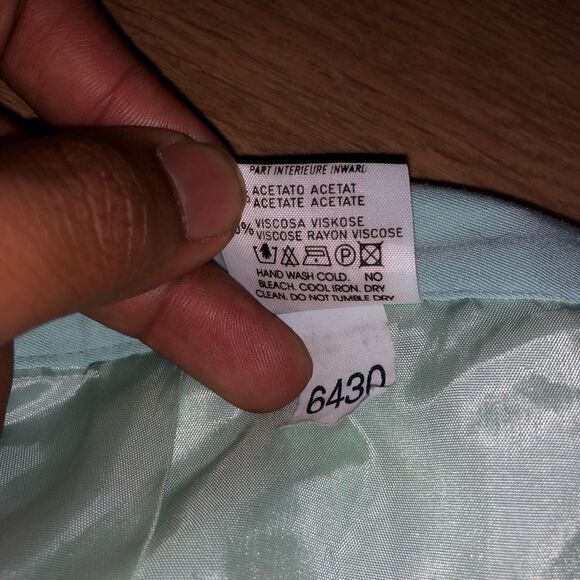 PART INTERIEURE INWARD
ACETATO ACETAT
ACETATE ACETATE
% VISCOSA VISKOSE
VISCOSE RAYON VISCOSE
HAND WASH COLD. NO
BLEACH. COOL IRON. DRY
CLEAN. DO NOT TUMBLE DRY
6430